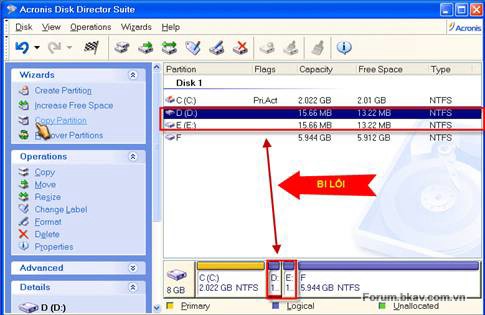 Acronis Disk Director Suite
Disk View Operations Wizards Help
Acronis
Wizards
Create Partition
Increase Free Space
Copy Partition
Recover Partitions
Operations
Copy
Move
Resize
Change Label
Format
Delete
Properties
Advanced
Details
D (D:)
Partition Flags Capacity Free Space Type
Disk 1
C (C:) Pri,Act 2.022 GB 2.01 GB NTFS
D (D:) 15.66 MB 13.22 MB NTFS
E (E:) 15.66 MB 13.22 MB NTFS
F 5.944 GB 5.912 GB NTFS
BI LỖI
8 GB
C (C:)
2.022 GB NTFS
D:
1...
E:
1...
F
5.944 GB NTFS
Forum.bkav.com.vn
Primary Logical Unallocated